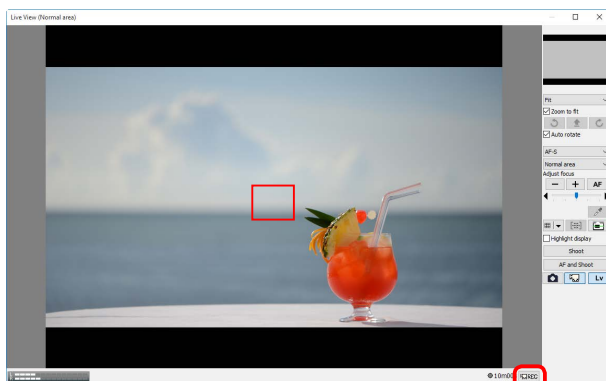 Live View (Normal area)
Fit
Zoom to fit
Auto rotate
AF-S
Normal area
Adjust focus
AF
Highlight display
Shoot
AF and Shoot
Lv
10m00
REC